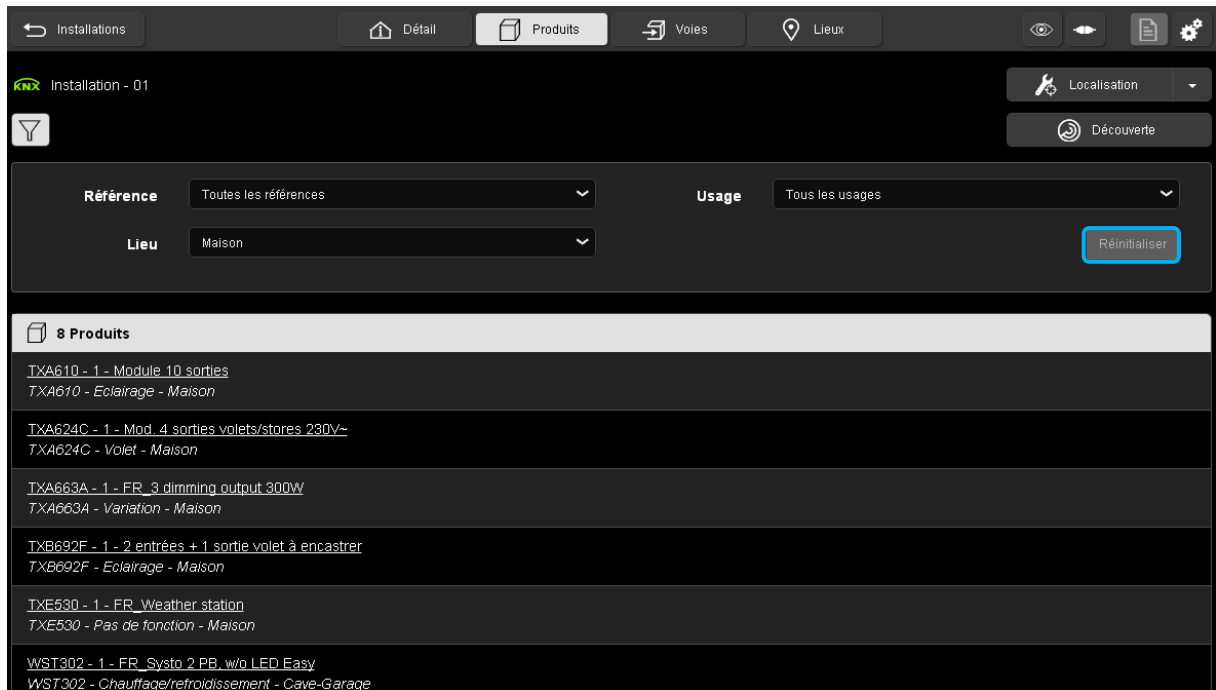 Installations
Détail
Produits
Voies
Lieux
KNX Installation - 01
Localisation
Découverte
Référence
Toutes les références
Usage
Tous les usages
Lieu
Maison
Réinitialiser
8 Produits
TXA610 - 1 - Module 10 sorties
TXA610 - Eclairage - Maison
TXA624C - 1 - Mod. 4 sorties volets/stores 230V~
TXA624C - Volet - Maison
TXA663A - 1 - FR_3 dimming output 300W
TXA663A - Variation - Maison
TXB692F - 1 - 2 entrées + 1 sortie volet à encastrer
TXB692F - Eclairage - Maison
TXE530 - 1 - FR_Weather station
TXE530 - Pas de fonction - Maison
WST302 - 1 - FR_Systo 2 PB, w/o LED Easy
WST302 - Chauffage/refroidissement - Cave-Garage